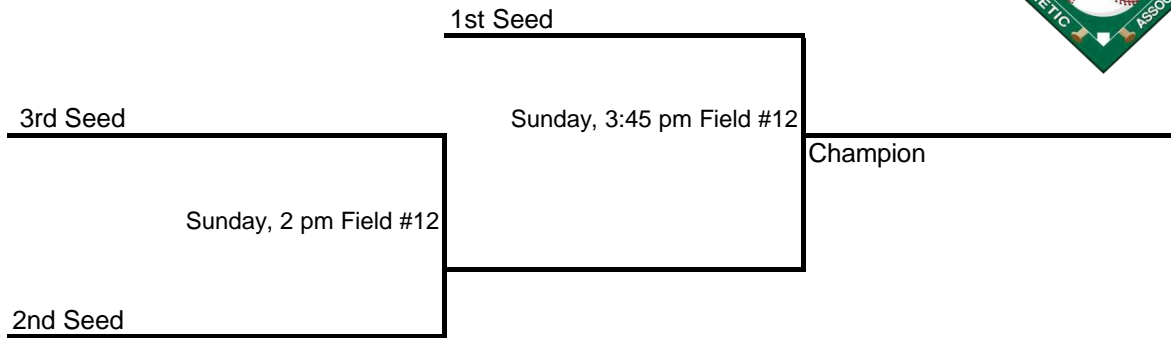 1st Seed
3rd Seed
Sunday, 3:45 pm Field #12
Champion
Sunday, 2 pm Field #12
2nd Seed